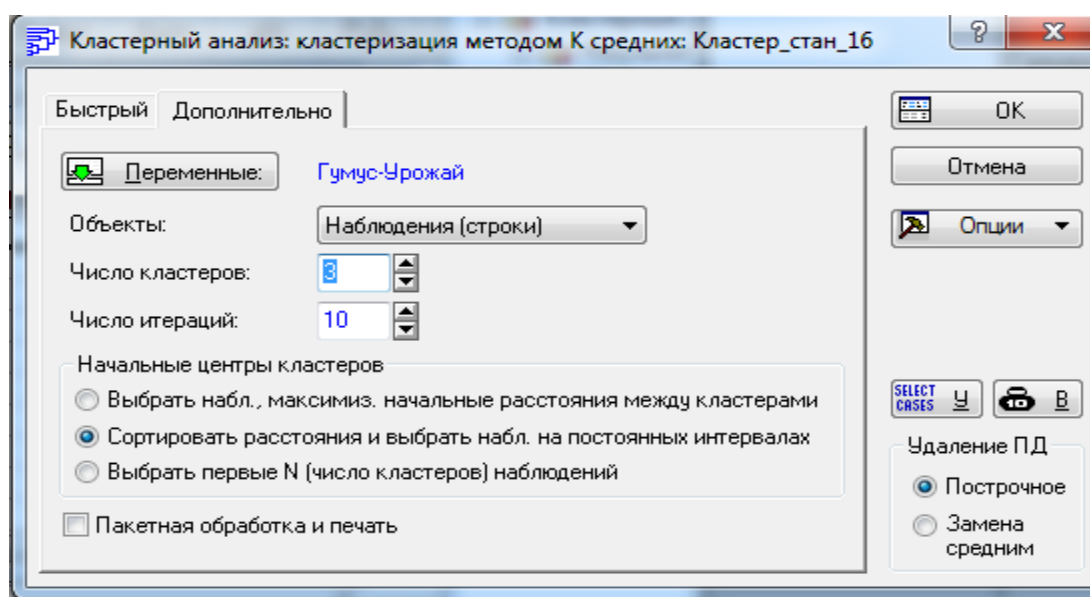 Кластерный анализ: кластеризация методом К средних: Кластер_стан_16
Быстрый Дополнительно
Переменные: Гумус-Урожай
Объекты: Наблюдения (строки)
Число кластеров: 3
Число итераций: 10
Начальные центры кластеров
Выбрать набл., максимиз. начальные расстояния между кластерами
Сортировать расстояния и выбрать набл. на постоянных интервалах
Выбрать первые N (число кластеров) наблюдений
Пакетная обработка и печать
OK
Отмена
Опции
SELECT CASES У В
Удаление ПД
Построчное
Замена
средним